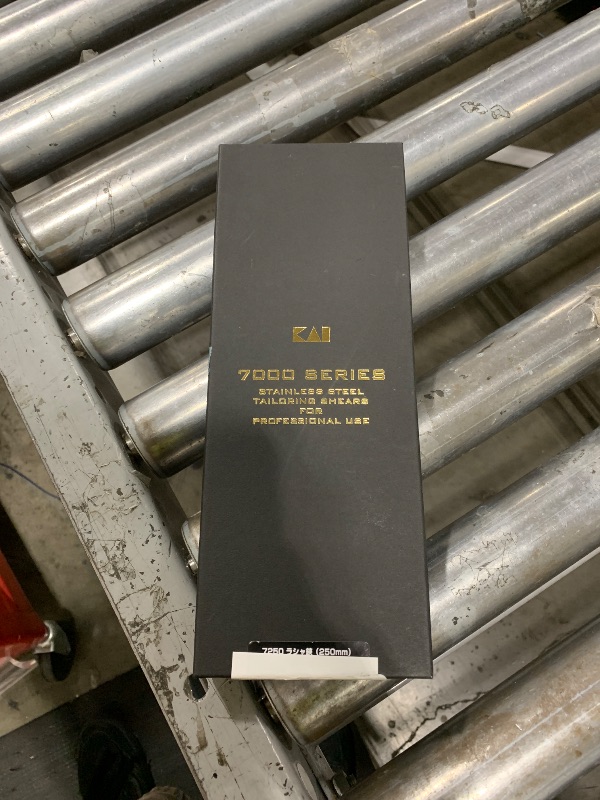 KAI
7000 SERIES
STAINLESS STEEL
TAILORING SHEARS
FOR
PROFESSIONAL USE
7250 ラシャ鋏 (250mm)